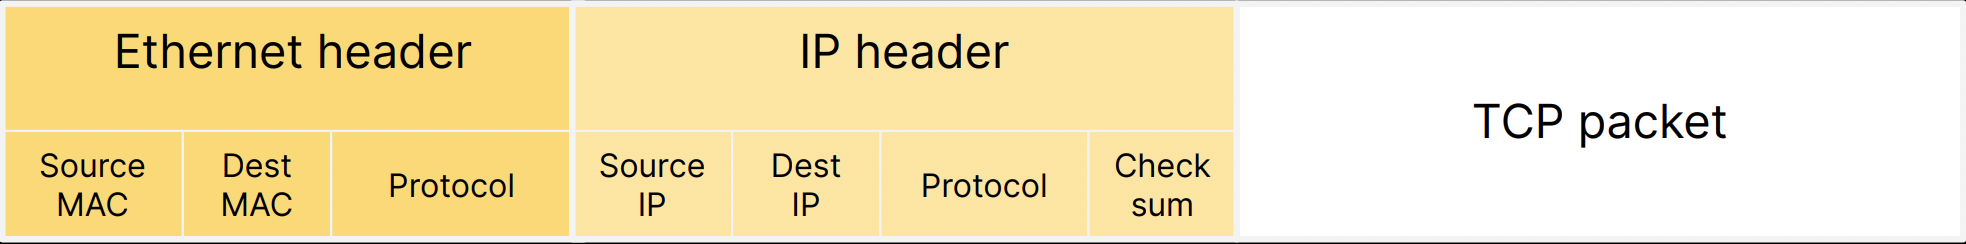 Ethernet header
IP header
TCP packet
Source
MAC
Dest
MAC
Protocol
Source
IP
Dest
IP
Protocol
Check
sum